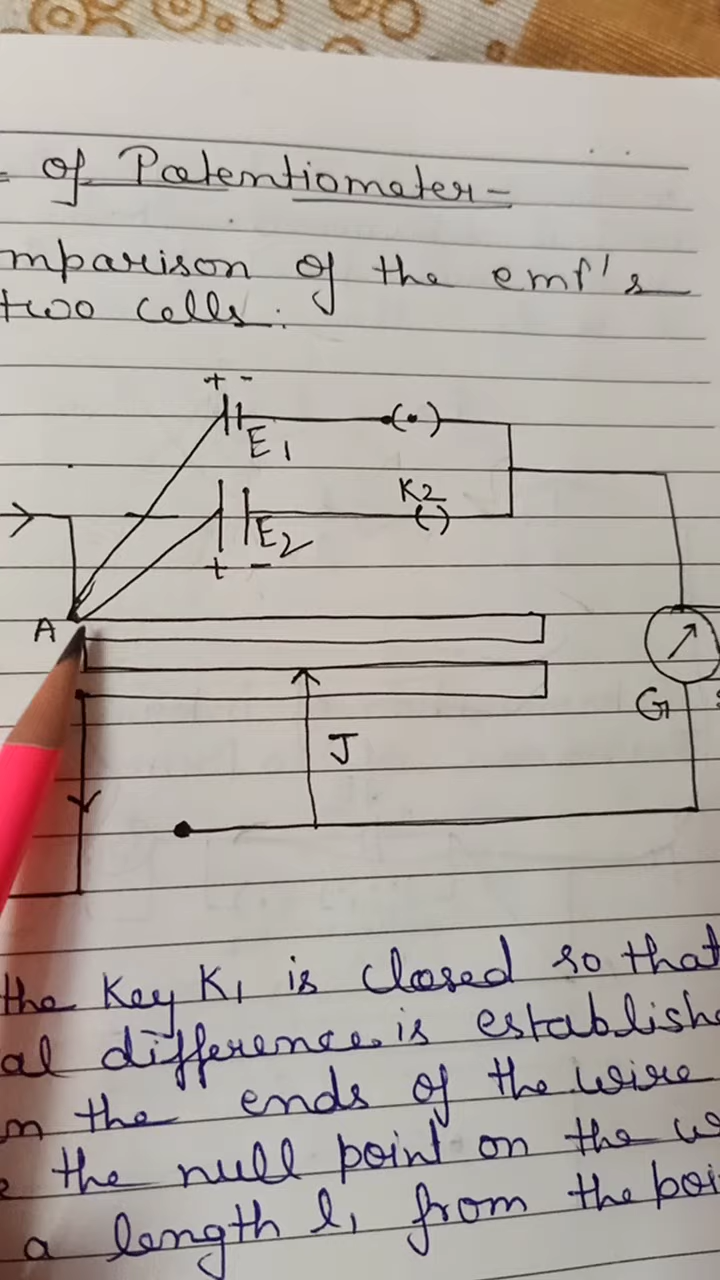 of Potentiometer-
mparison of the emf's
two cells.
+ -
E1
K2
E2
+ -
A
G
J
the Key K1 is closed so that
al difference is establishe
n the ends of the wire
the null point on the w
a length l1 from the poi